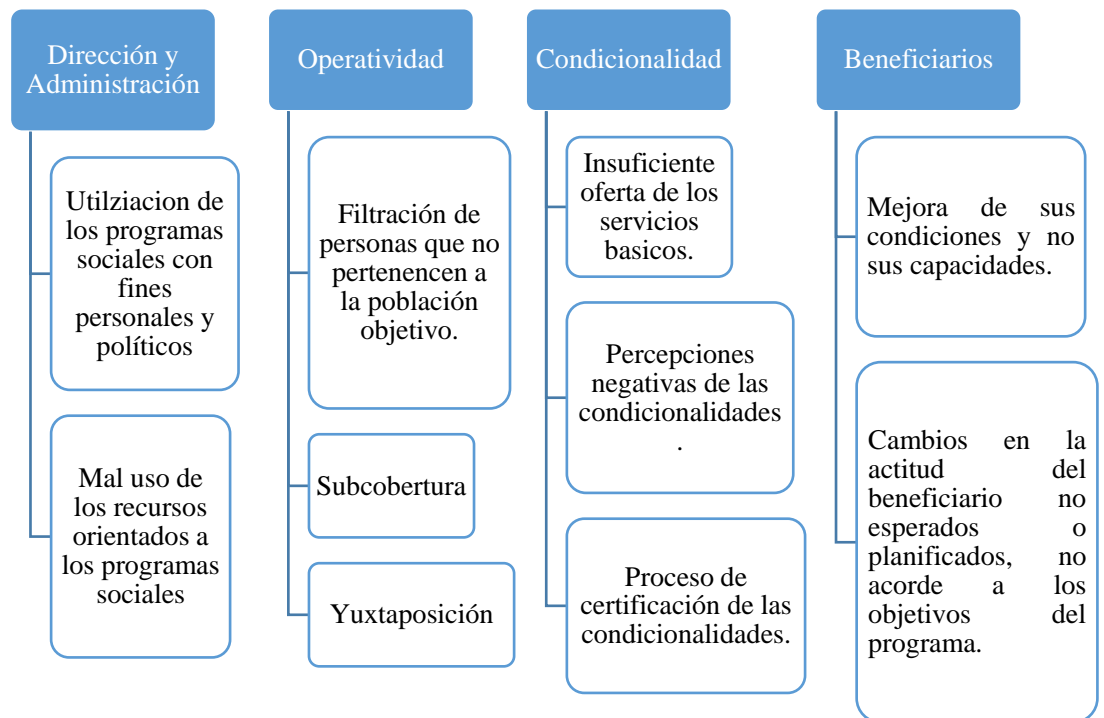 Dirección y
Administración
Utilziacion de
los programas
sociales con
fines
personales y
políticos
Mal uso de
los recursos
orientados a
los programas
sociales
Operatividad
Filtración de
personas que no
pertenencen a
la población
objetivo.
Subcobertura
Yuxtaposición
Condicionalidad
Insuficiente
oferta de los
servicios
basicos.
Percepciones
negativas de las
condicionalidades
.
Proceso de
certificación de las
condicionalidades.
Beneficiarios
Mejora de sus
condiciones y no
sus capacidades.
Cambios en la
actitud del
beneficiario no
esperados o
planificados, no
acorde a los
objetivos del
programa.